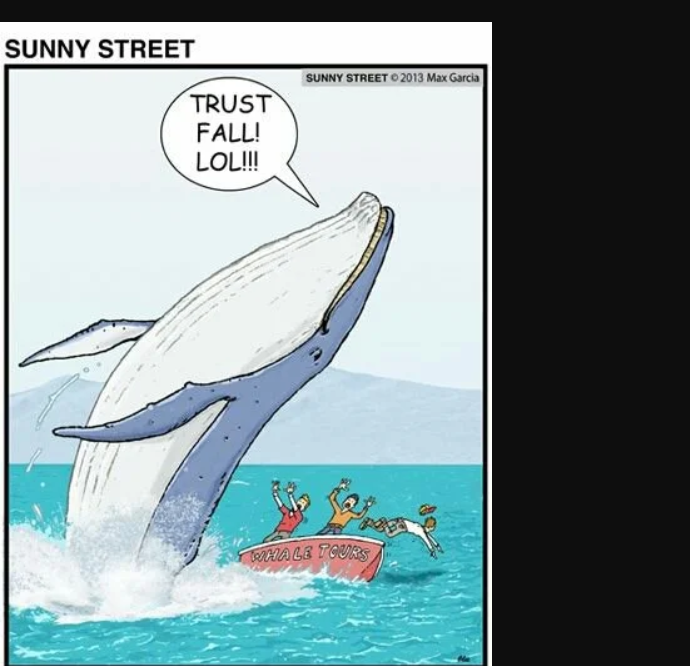 SUNNY STREET
SUNNY STREET © 2013 Max Garcia
TRUST
FALL!
LOL!!!
WHALE TOURS